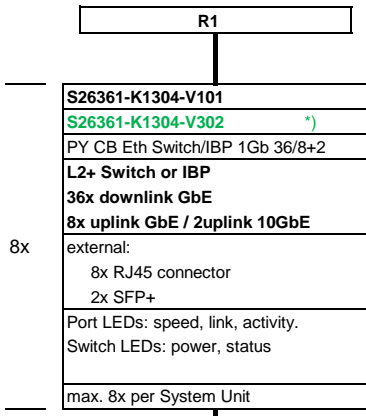 R1
S26361-K1304-V101
S26361-K1304-V302 *)
PY CB Eth Switch/IBP 1Gb 36/8+2
L2+ Switch or IBP
36x downlink GbE
8x uplink GbE / 2uplink 10GbE
8x
external:
8x RJ45 connector
2x SFP+
Port LEDs: speed, link, activity.
Switch LEDs: power, status
max. 8x per System Unit